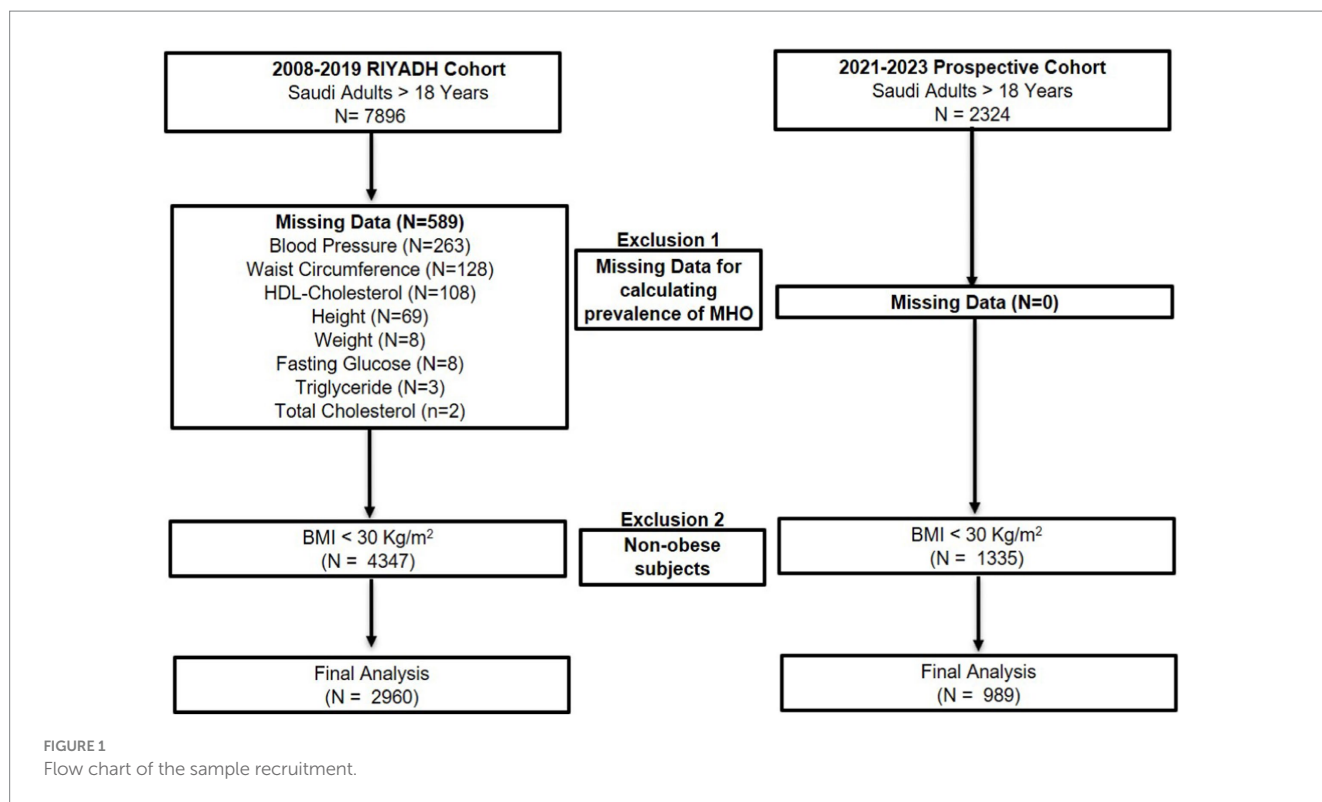 2008-2019 RIYADH Cohort
Saudi Adults > 18 Years
N= 7896
2021-2023 Prospective Cohort
Saudi Adults > 18 Years
N = 2324
Missing Data (N=589)
Blood Pressure (N=263)
Waist Circumference (N=128)
HDL-Cholesterol (N=108)
Height (N=69)
Weight (N=8)
Fasting Glucose (N=8)
Triglyceride (N=3)
Total Cholesterol (n=2)
Exclusion 1
Missing Data for
calculating
prevalence of MHO
Missing Data (N=0)
BMI < 30 Kg/m²
(N = 4347)
Exclusion 2
Non-obese
subjects
BMI < 30 Kg/m²
(N = 1335)
Final Analysis
(N = 2960)
Final Analysis
(N = 989)
FIGURE 1
Flow chart of the sample recruitment.